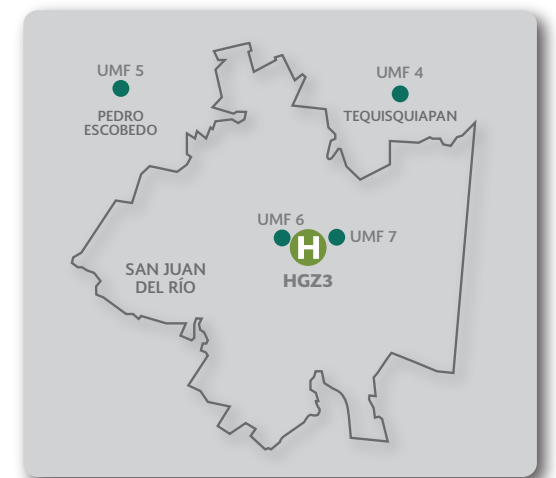 UMF 5
PEDRO
ESCOBEDO
UMF 4
TEQUISQUIAPAN
UMF 6
H
UMF 7
HGZ3
SAN JUAN
DEL RÍO